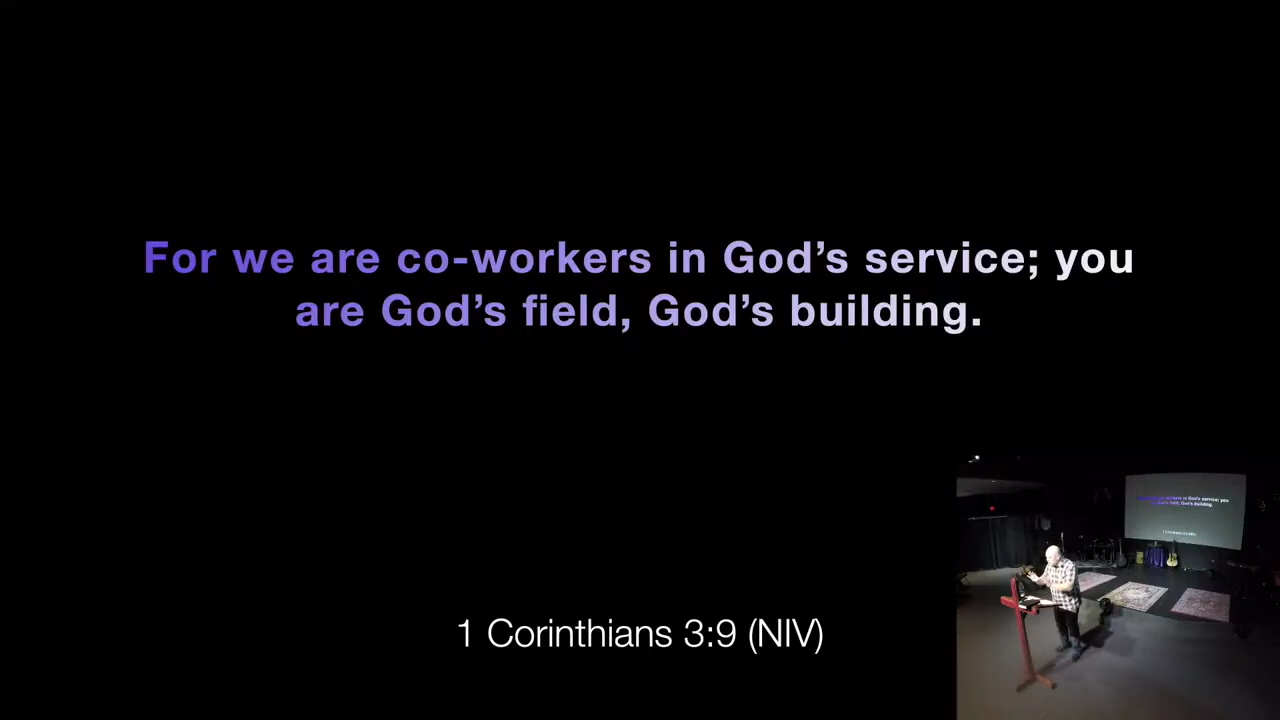 For we are co-workers in God’s service; you
are God’s field, God’s building.
1 Corinthians 3:9 (NIV)